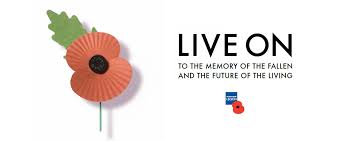 LIVE ON
TO THE MEMORY OF THE FALLEN
AND THE FUTURE OF THE LIVING